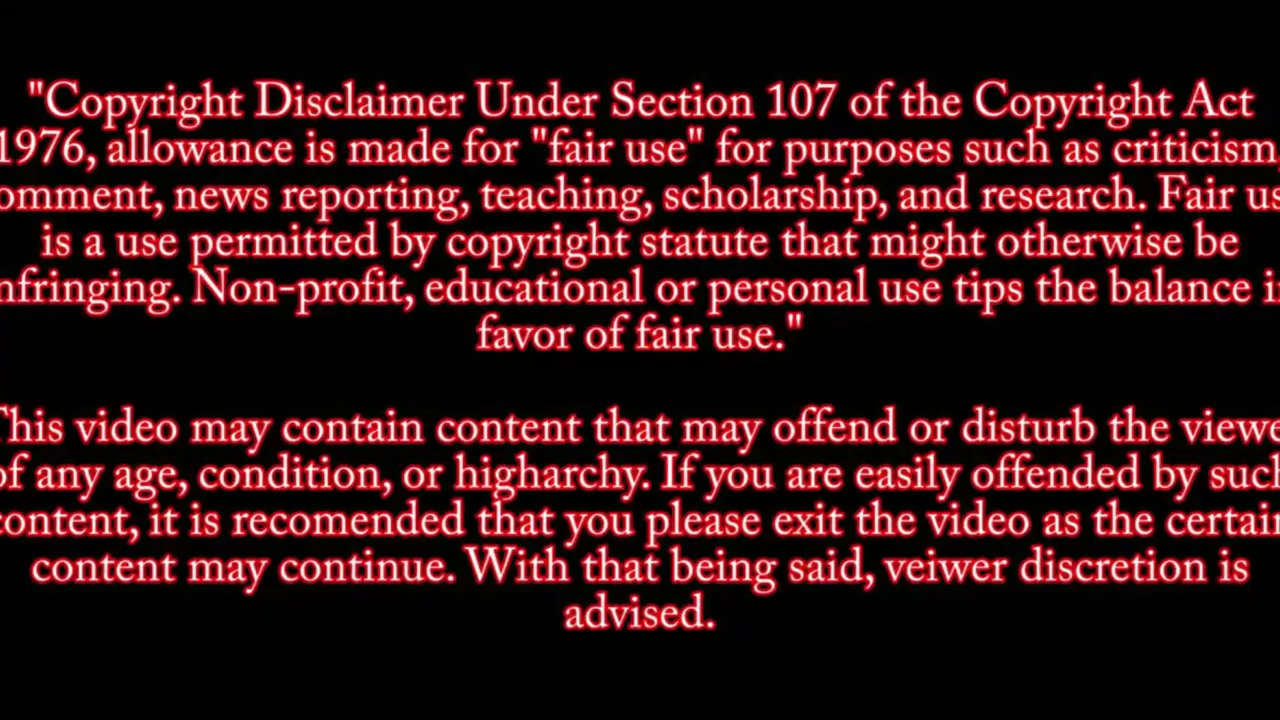 "Copyright Disclaimer Under Section 107 of the Copyright Act
1976, allowance is made for "fair use" for purposes such as criticism,
omment, news reporting, teaching, scholarship, and research. Fair us
is a use permitted by copyright statute that might otherwise be
nfringing. Non-profit, educational or personal use tips the balance in
favor of fair use."
This video may contain content that may offend or disturb the viewe
of any age, condition, or higharchy. If you are easily offended by such
content, it is recomended that you please exit the video as the certain
content may continue. With that being said, veiwer discretion is
advised.